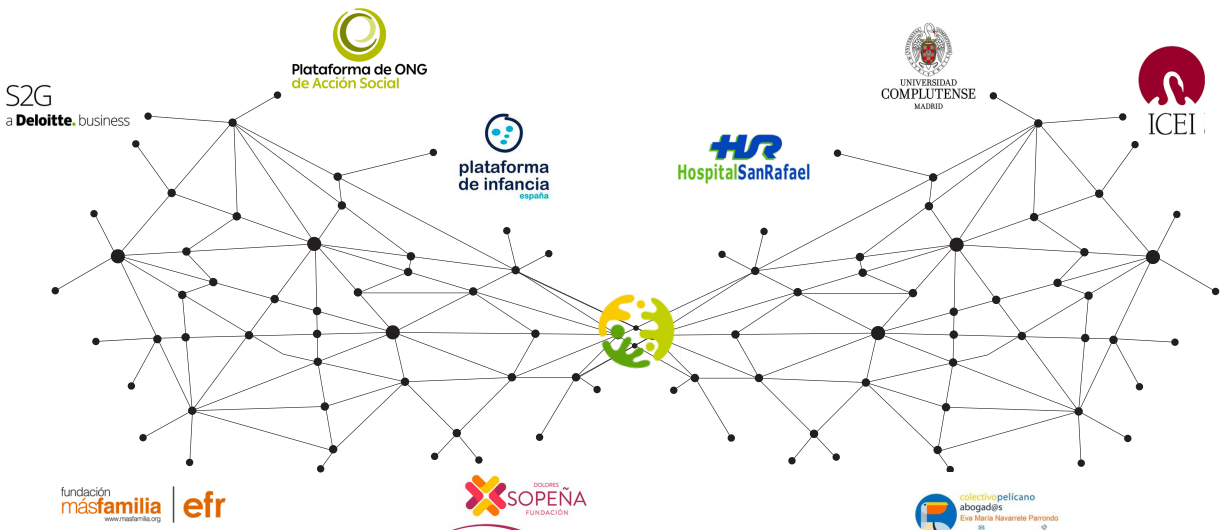 Plataforma de ONG
de Acción Social
S2G
a Deloitte. business
UNIVERSIDAD
COMPLUTENSE
MADRID
ICEI
plataforma
de infancia
españa
HSR
HospitalSanRafael
fundación
másfamilia
www.masfamilia.org
efr
DOLORES
SOPEÑA
FUNDACIÓN
colectivopelícano
abogad@s
Eva María Navarrete Parrondo